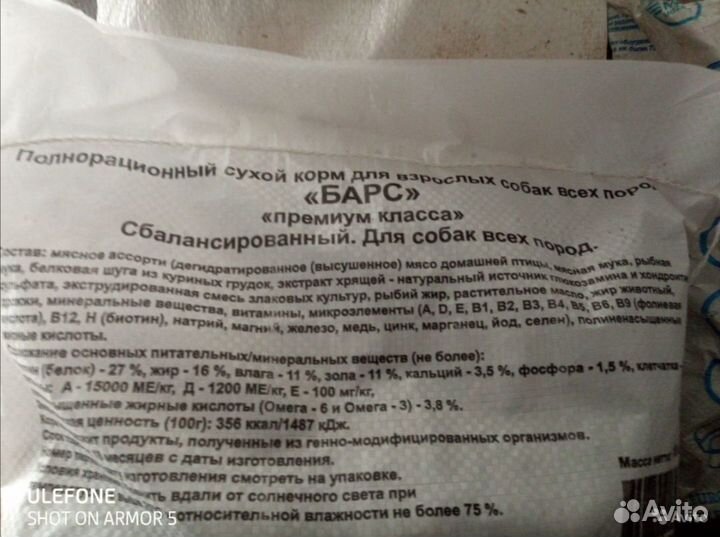 Полнорационный сухой корм для взрослых собак всех пород.
«БАРС»
«премиум класса»
Сбалансированный. Для собак всех пород.
Состав: мясное ассорти (дегидратированное (высушенное) мясо домашней птицы, мясная мука, рыбная
белковая шуга из куриных грудок, экстракт хрящей - натуральный источник глюкозамина и хондроити
экструдированная смесь злаковых культур, рыбий жир, растительное масло, жир животный,
минеральные вещества, витамины, микроэлементы (A, D, E, B1, B2, B3, B4, B5, B6, B9 (фолиевая
B12, Н (биотин), натрий, магний, железо, медь, цинк, марганец, йод, селен), полиненасыщенные
кислоты.
основных питательных/минеральных веществ (не более):
(белок) - 27 %, жир - 16 %, влага - 11 %, зола - 11 %, кальций - 3,5 %, фосфора - 1,5 %, клетчатка -
А - 15000 МЕ/кг, Д - 1200 МЕ/кг, Е - 100 мг/кг,
жирные кислоты (Омега - 6 и Омега - 3) - 3,8 %.
ценность (100г): 356 ккал/1487 кДж.
продукты, полученные из генно-модифицированных организмов.
месяцев с даты изготовления.
изготовления смотреть на упаковке.
вдали от солнечного света при
относительной влажности не более 75 %.
Масса нетто:
ULEFONE
SHOT ON ARMOR 5
Avito
Avito